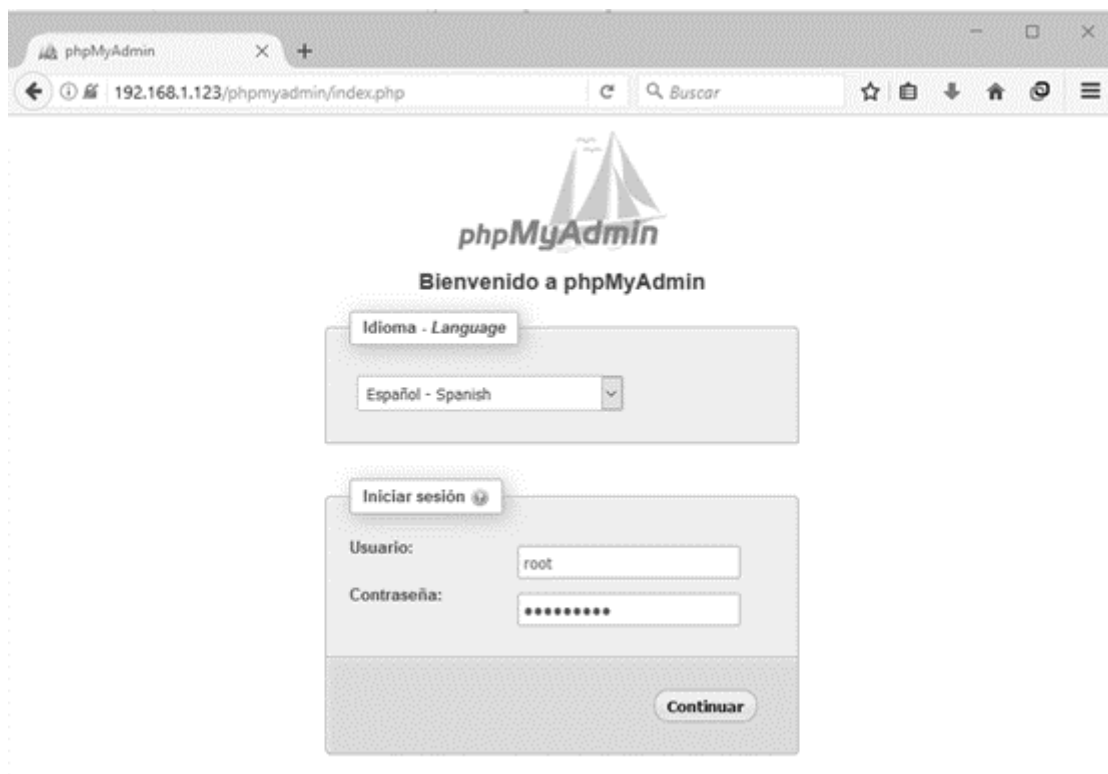 phpMyAdmin
192.168.1.123/phpmyadmin/index.php
Buscar
phpMyAdmin
Bienvenido a phpMyAdmin
Idioma - Language
Español - Spanish
Iniciar sesión
Usuario:
root
Contraseña:
•••••••••
Continuar